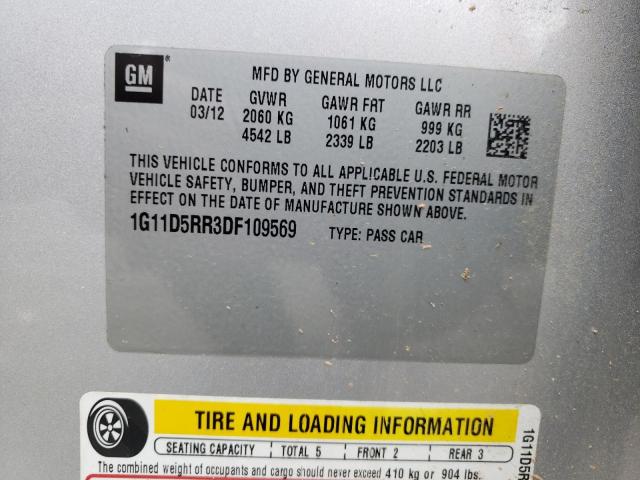 GM
MFD BY GENERAL MOTORS LLC
DATE GVWR GAWR FRT GAWR RR
03/12 2060 KG 1061 KG 999 KG
4542 LB 2339 LB 2203 LB
THIS VEHICLE CONFORMS TO ALL APPLICABLE U.S. FEDERAL MOTOR
VEHICLE SAFETY, BUMPER, AND THEFT PREVENTION STANDARDS IN
EFFECT ON THE DATE OF MANUFACTURE SHOWN ABOVE.
1G11D5RR3DF109569 TYPE: PASS CAR
TIRE AND LOADING INFORMATION
SEATING CAPACITY TOTAL 5 FRONT 2 REAR 3
The combined weight of occupants and cargo should never exceed 410 kg or 904 lbs.
1G11D5R